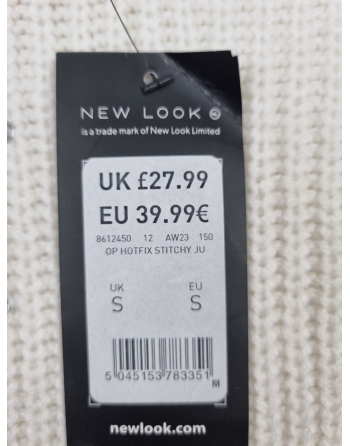 NEW LOOK
is a trade mark of New Look Limited
UK £27.99
EU 39.99€
8612450 12 AW23 150
OP HOTFIX STITCHY JU
UK EU
S S
5 045153 783351
M
newlook.com